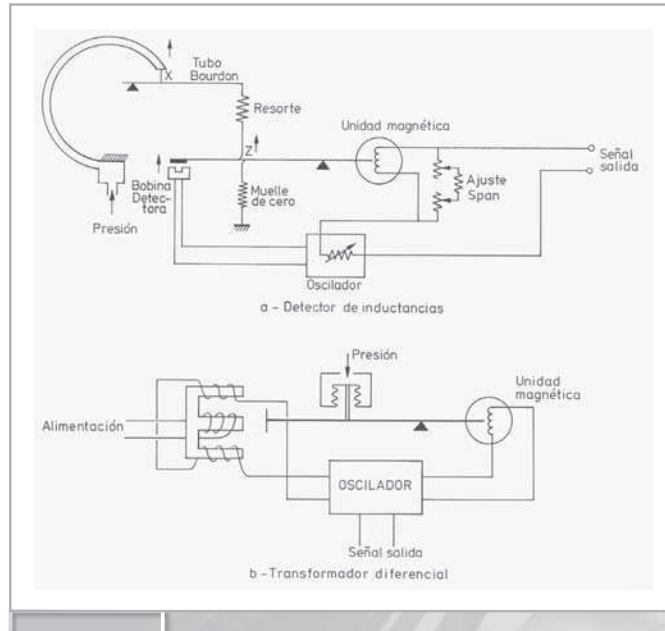 Tubo
Bourdon
X
Resorte
Unidad magnética
Z
Señal
salida
Bobina
Detec-
tora
Muelle
de cero
Ajuste
Span
Presión
Oscilador
a - Detector de inductancias
Presión
Unidad
magnética
Alimentación
OSCILADOR
Señal salida
b - Transformador diferencial